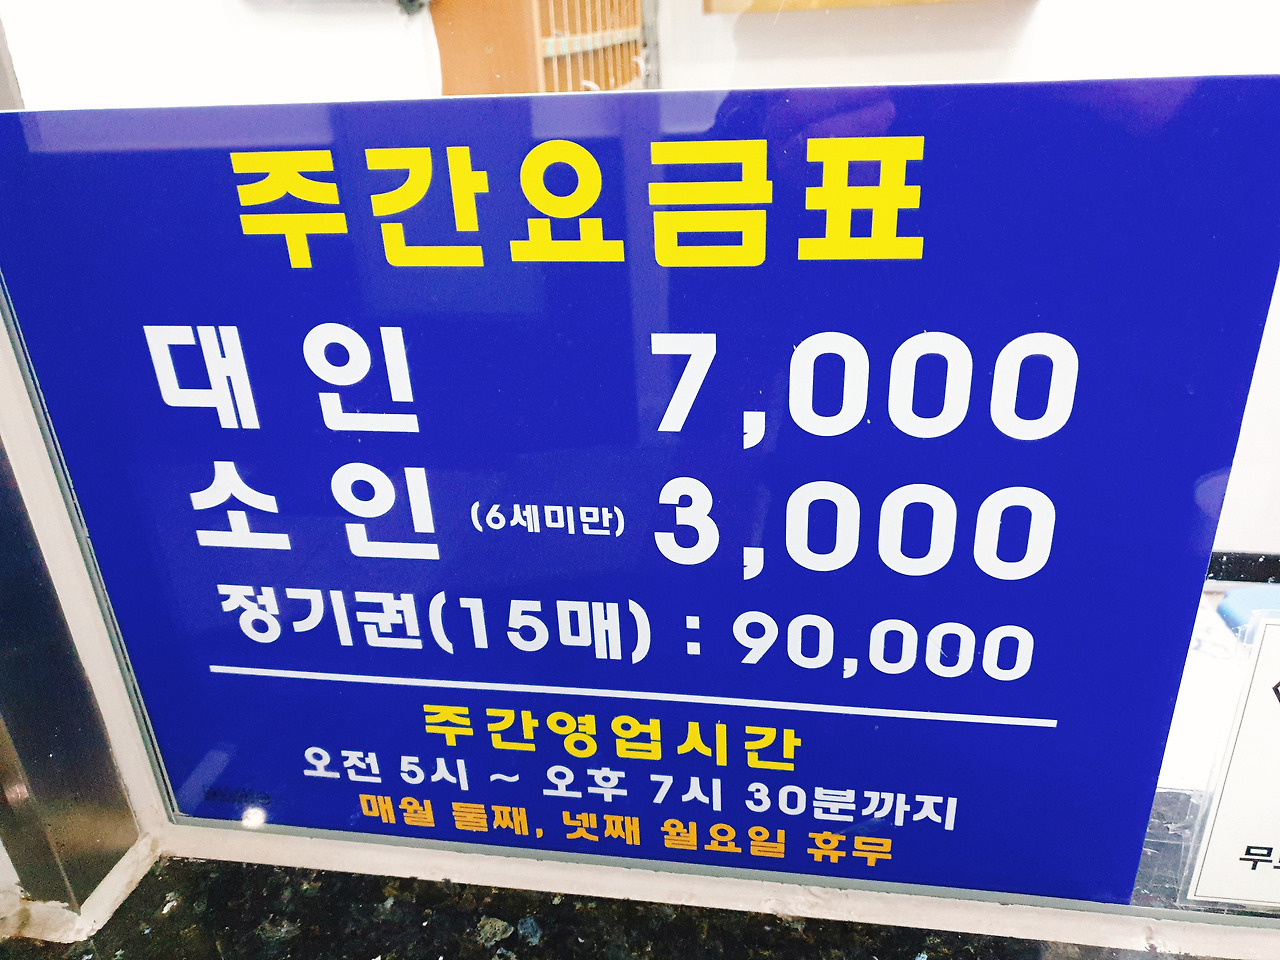 주간요금표
대인 7,000
소인 (6세미만) 3,000
정기권(15매) : 90,000
주간영업시간
오전 5시 ~ 오후 7시 30분까지
매월 둘째, 넷째 월요일 휴무
무